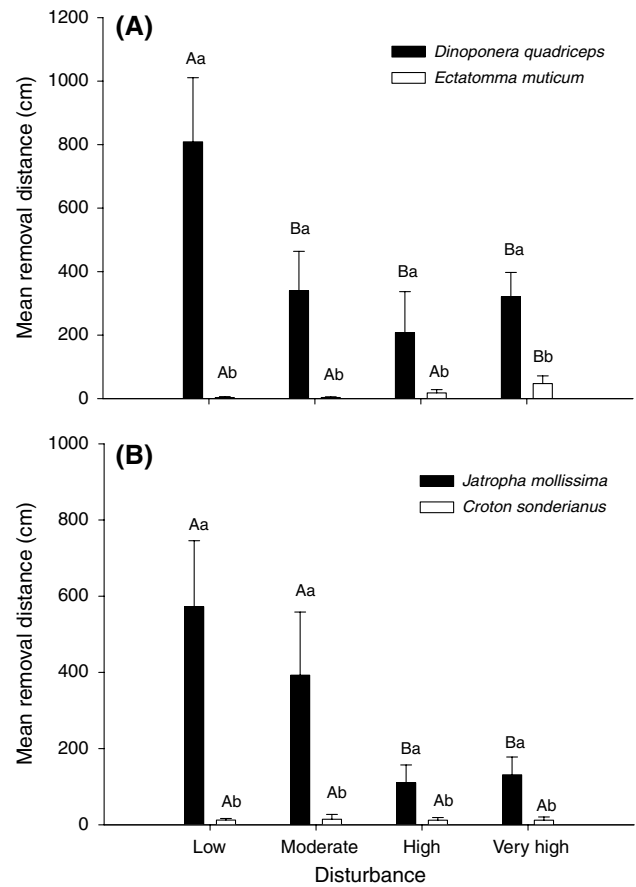 (A)
Dinoponera quadriceps
Ectatomma muticum
Mean removal distance (cm)
1200
1000
800
600
400
200
0
Aa
Ab
Ba
Ab
Ba
Ab
Ba
Bb
(B)
Jatropha mollissima
Croton sonderianus
Mean removal distance (cm)
1000
800
600
400
200
0
Aa
Ab
Aa
Ab
Ba
Ab
Ba
Ab
Low
Moderate
High
Very high
Disturbance